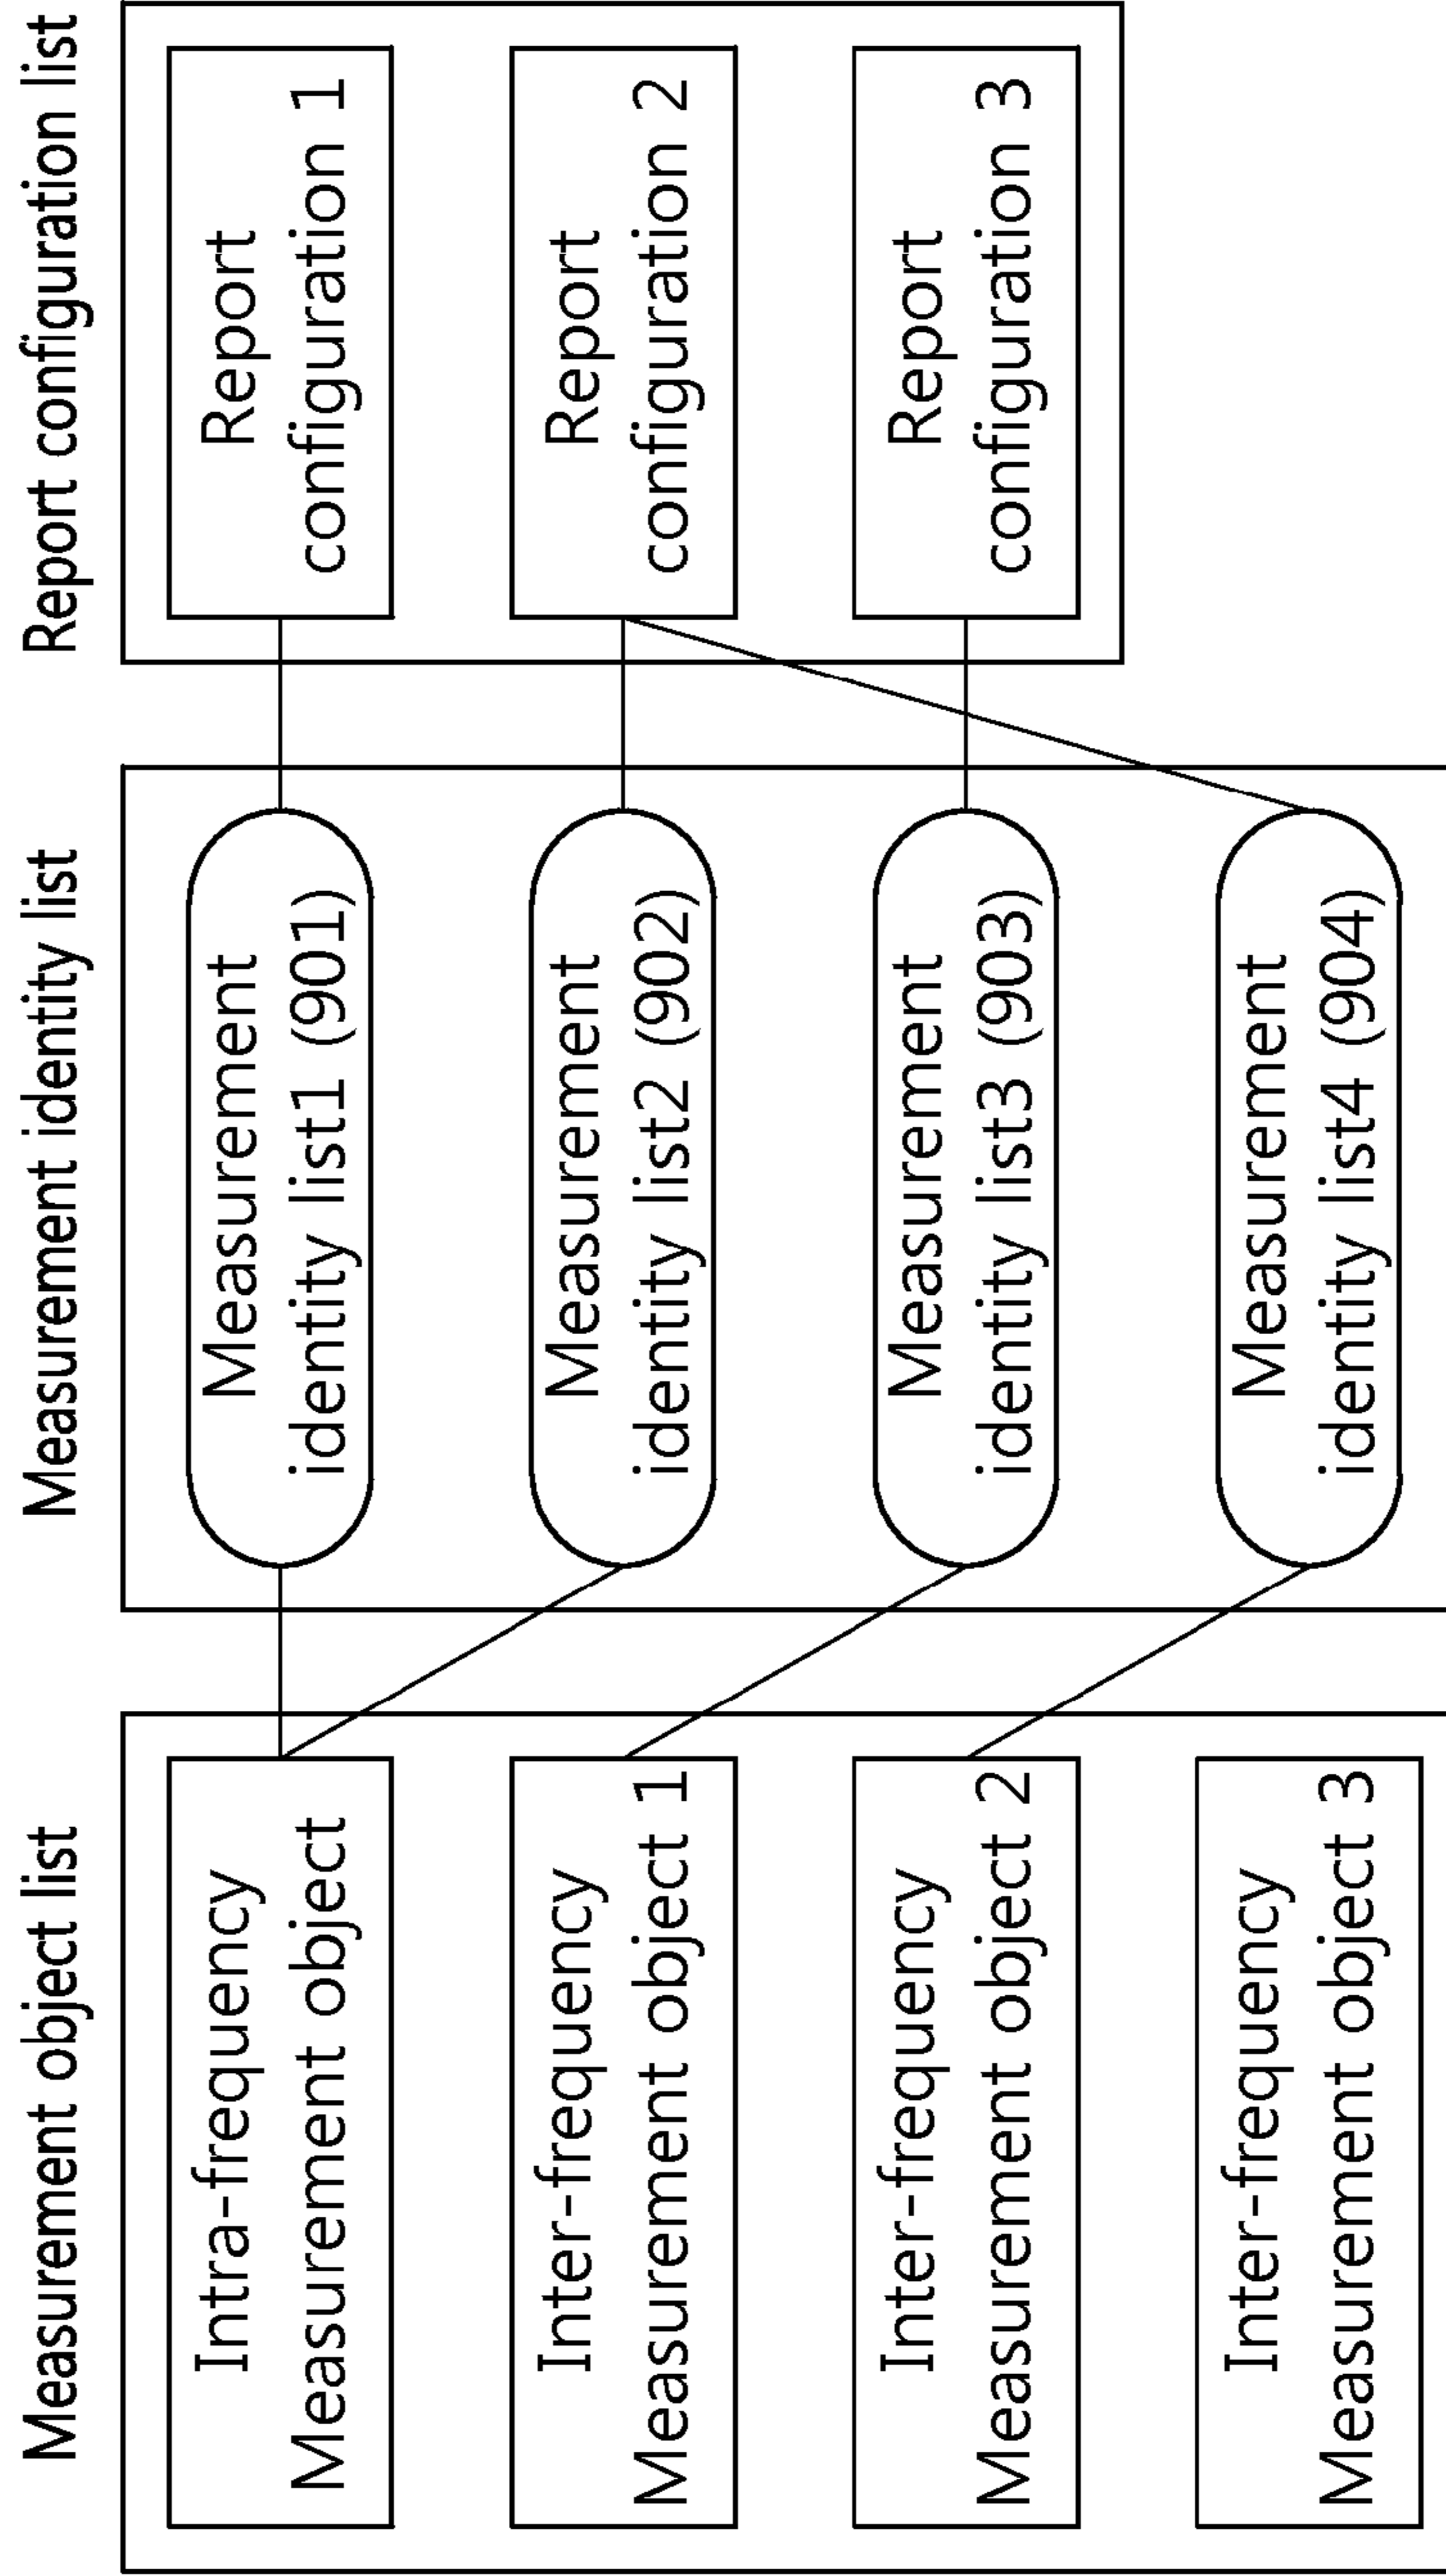 Measurement object list
Intra-frequency
Measurement object
Inter-frequency
Measurement object 1
Inter-frequency
Measurement object 2
Inter-frequency
Measurement object 3
Measurement identity list
Measurement
identity list1 (901)
Measurement
identity list2 (902)
Measurement
identity list3 (903)
Measurement
identity list4 (904)
Report configuration list
Report
configuration 1
Report
configuration 2
Report
configuration 3